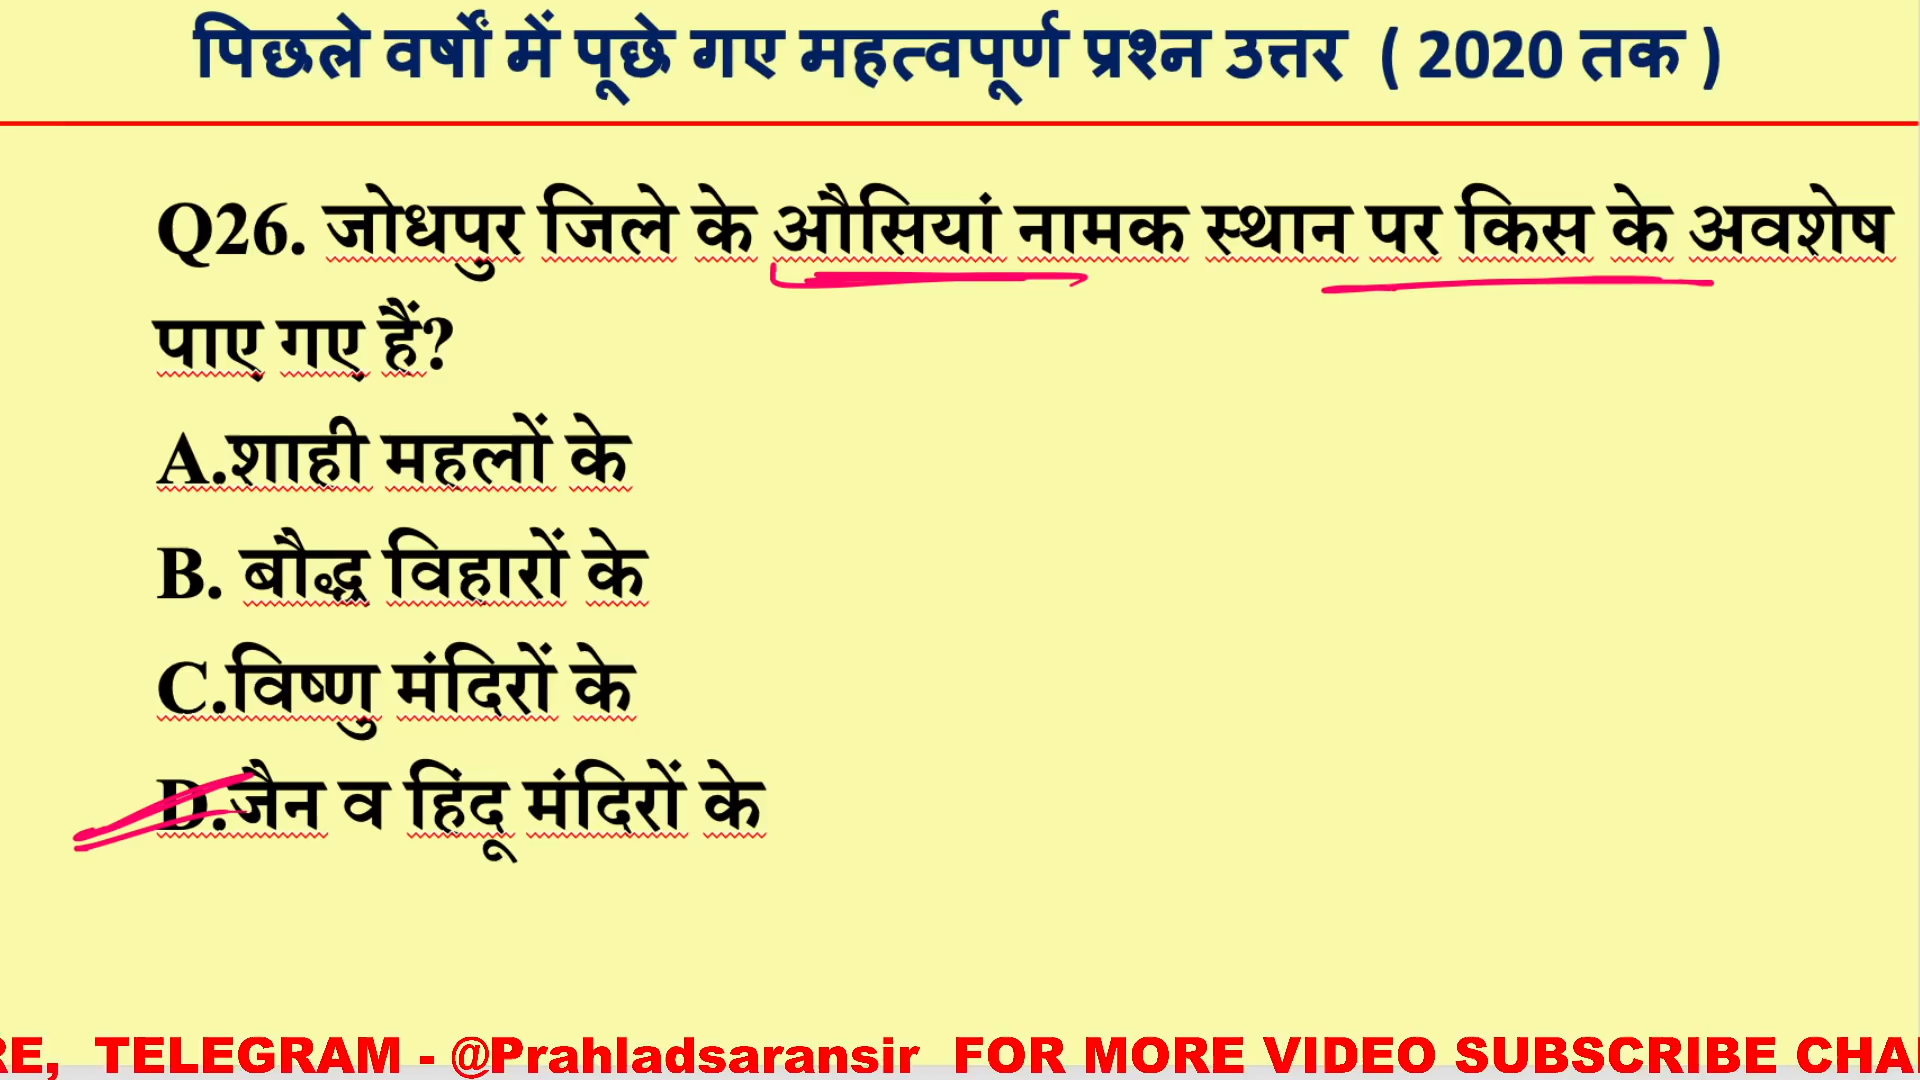 पिछले वर्षों में पूछे गए महत्वपूर्ण प्रश्न उत्तर ( 2020 तक )
Q26. जोधपुर जिले के औसियां नामक स्थान पर किस के अवशेष
पाए गए हैं?
A.शाही महलों के
B. बौद्ध विहारों के
C.विष्णु मंदिरों के
D.जैन व हिंदू मंदिरों के
RE, TELEGRAM - @Prahladsaransir FOR MORE VIDEO SUBSCRIBE CHA